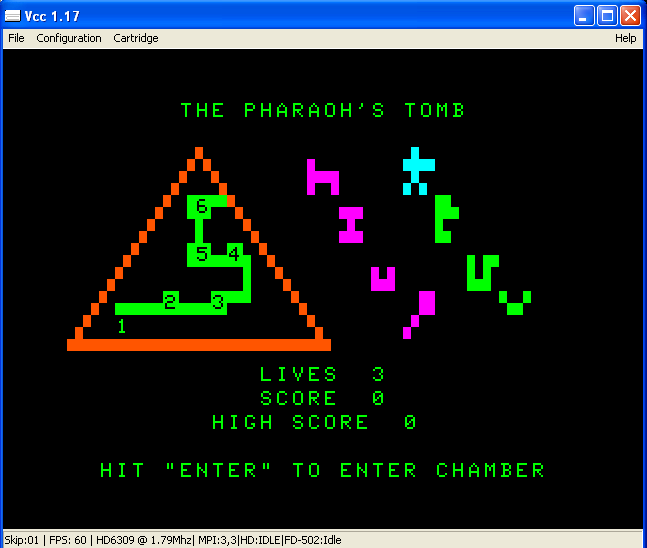 Vcc 1.17
File Configuration Cartridge Help
THE PHARAOH'S TOMB
6
5 4
2 3
1
LIVES 3
SCORE 0
HIGH SCORE 0
HIT "ENTER" TO ENTER CHAMBER
Skip:01 | FPS: 60 | HD6309 @ 1.79Mhz| MPI:3,3|HD:IDLE|FD-502:Idle